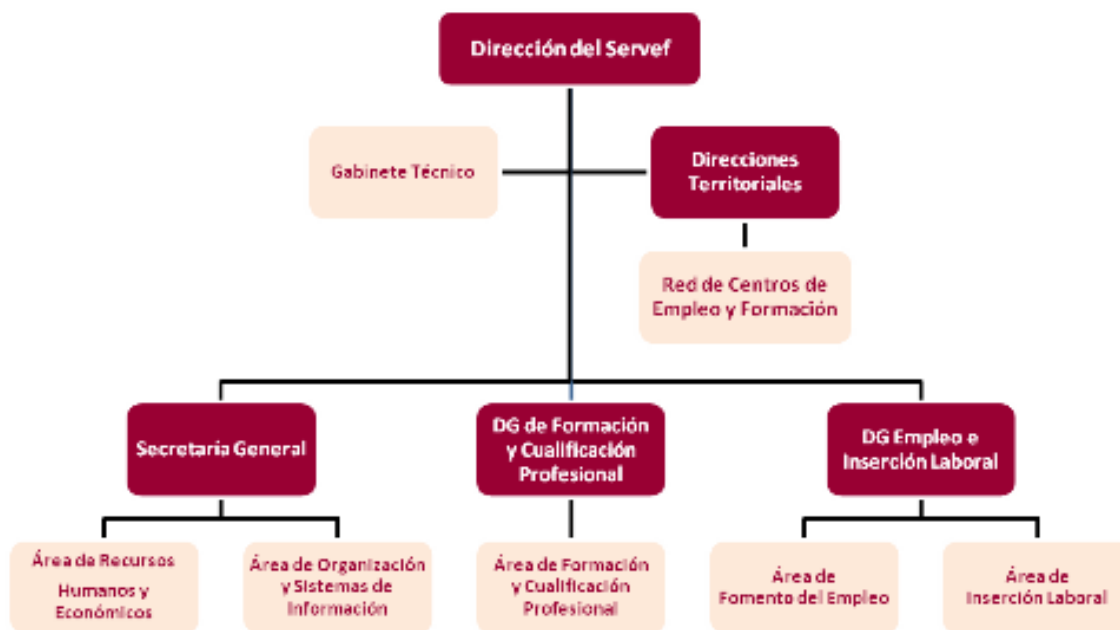 Dirección del Servef
Gabinete Técnico
Direcciones
Territoriales
Red de Centros de
Empleo y Formación
Secretaría General
DG de Formación
y Cualificación
Profesional
DG Empleo e
Inserción Laboral
Área de Recursos
Humanos y
Económicos
Área de Organización
y Sistemas de
Información
Área de Formación
y Cualificación
Profesional
Área de
Fomento del Empleo
Área de
Inserción Laboral